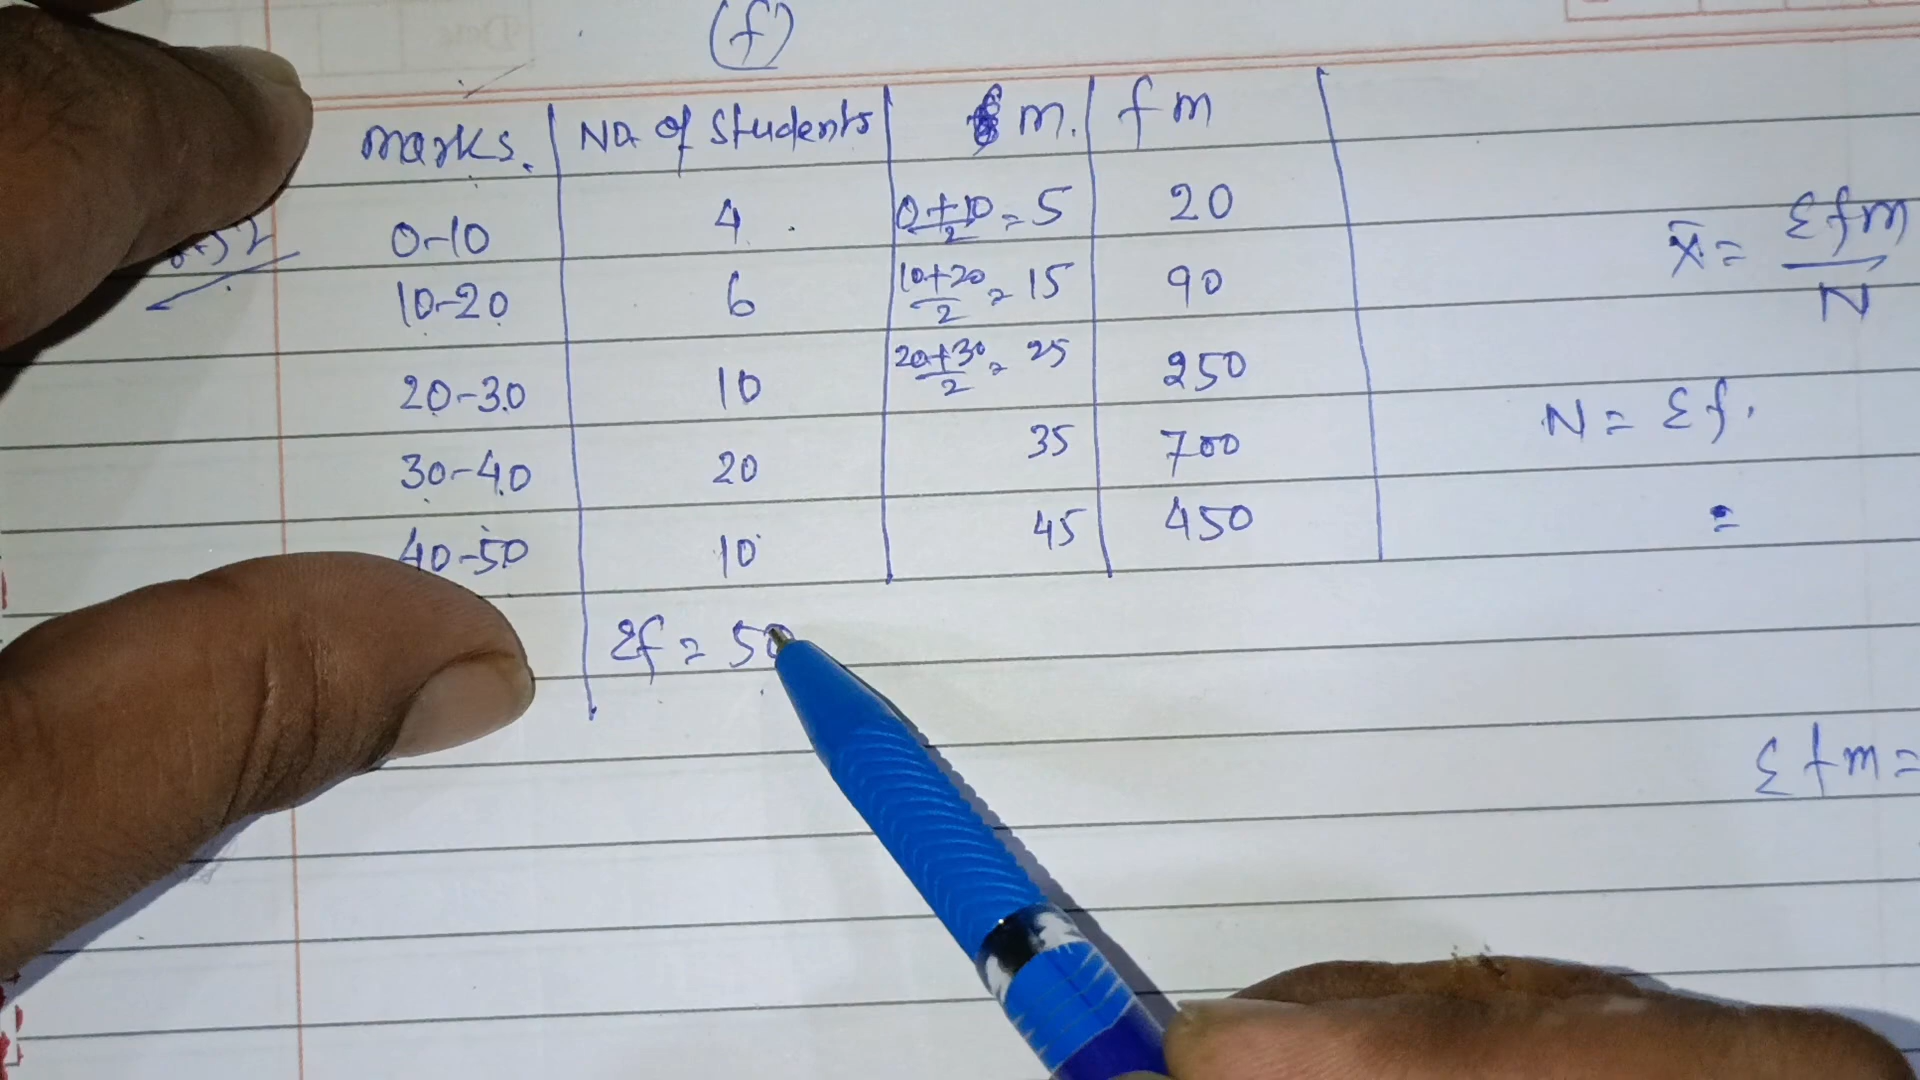 (f)
marks. No. of Students m. fm
0-10 4 0+10/2 = 5 20
10-20 6 10+20/2 = 15 90
20-30 10 20+30/2 = 25 250
30-40 20 35 700
40-50 10 45 450
Σf = 50
x̄ = Σfm/N
N = Σf.
=
Σfm =